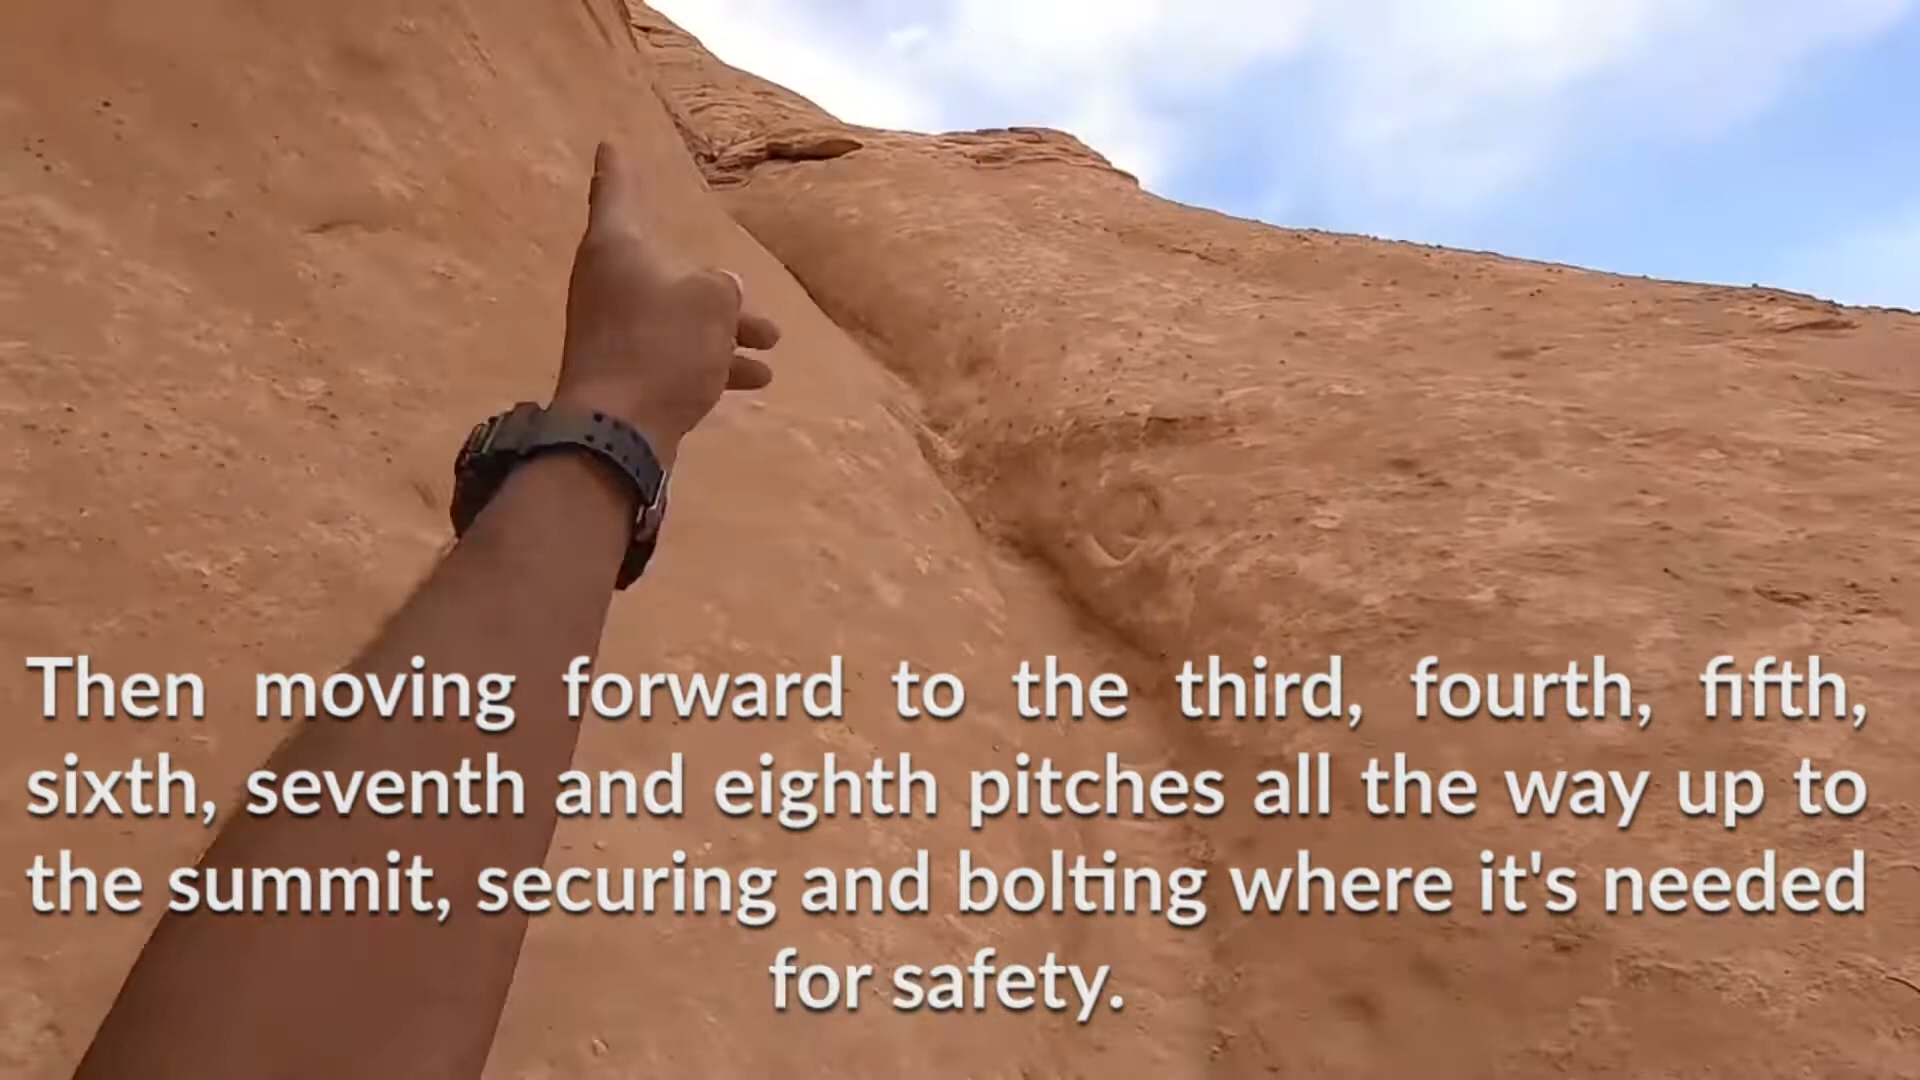 Then moving forward to the third, fourth, fifth,
sixth, seventh and eighth pitches all the way up to
the summit, securing and bolting where it's needed
for safety.